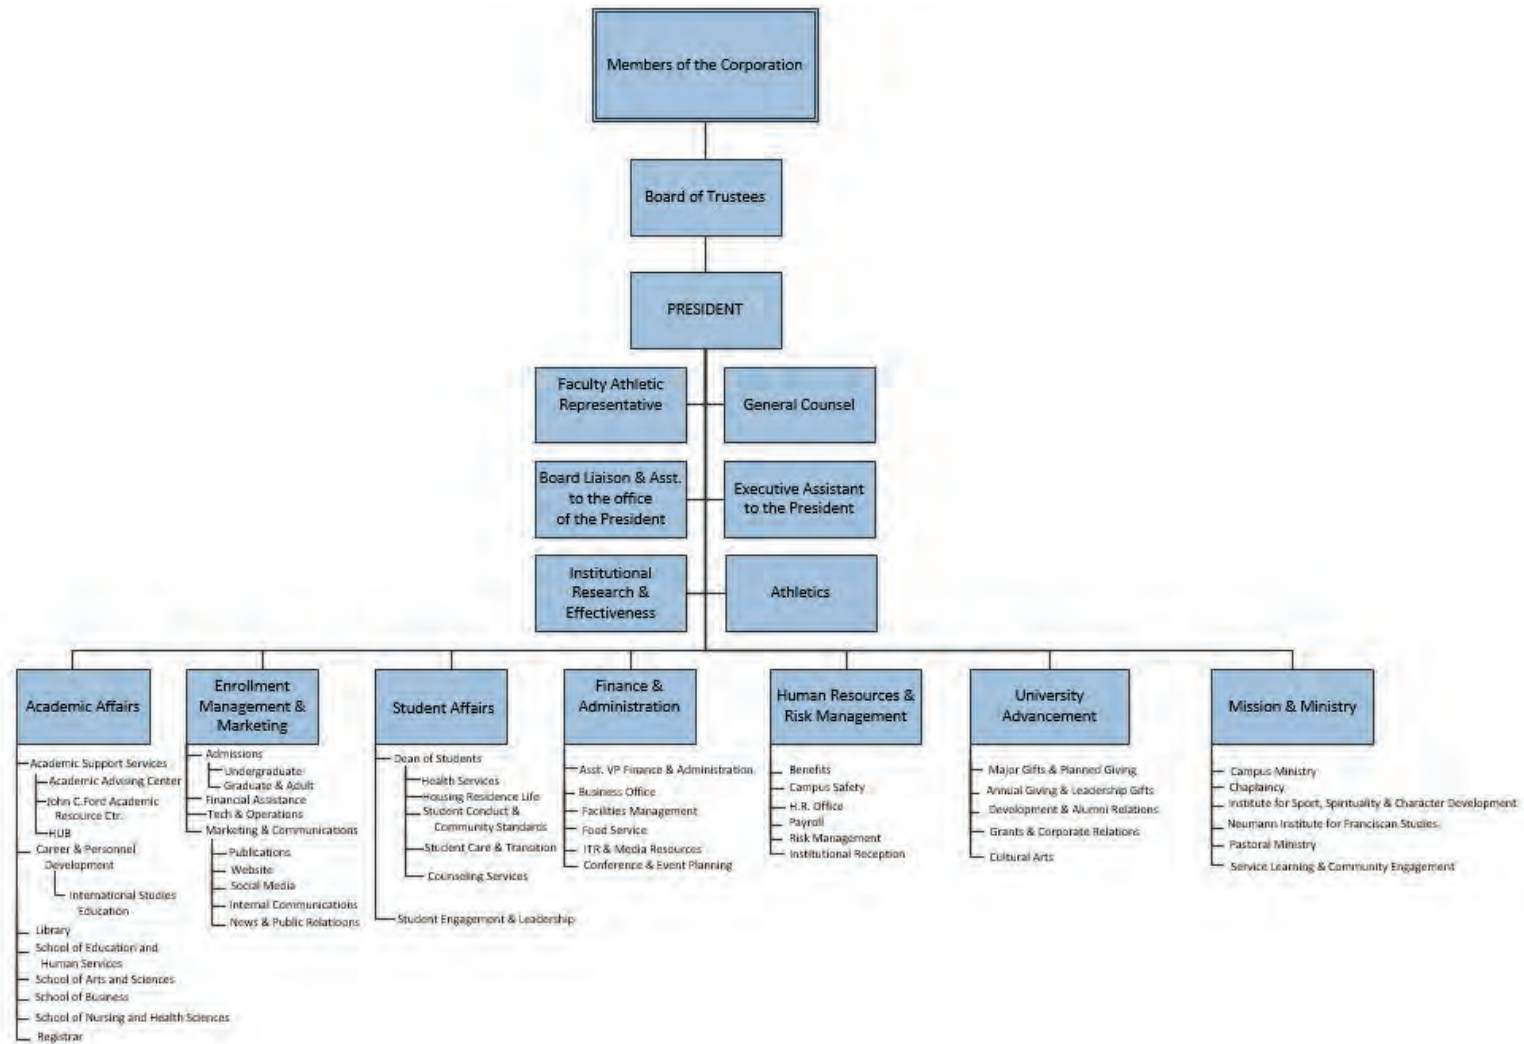 Members of the Corporation
Board of Trustees
PRESIDENT
Faculty Athletic
Representative
General Counsel
Board Liaison & Asst.
to the office
of the President
Executive Assistant
to the President
Institutional
Research &
Effectiveness
Athletics
Academic Affairs
Academic Support Services
Academic Advising Center
John C.Ford Academic
Resource Ctr.
HUB
Career & Personnel
Development
International Studies
Education
Library
School of Education and
Human Services
School of Arts and Sciences
School of Business
School of Nursing and Health Sciences
Registrar
Enrollment
Management &
Marketing
Admissions
Undergraduate
Graduate & Adult
Financial Assistance
Tech & Operations
Marketing & Communications
Publications
Website
Social Media
Internal Communications
News & Public Relations
Student Affairs
Dean of Students
Health Services
Housing Residence Life
Student Conduct &
Community Standards
Student Care & Transition
Counseling Services
Student Engagement & Leadership
Finance &
Administration
Asst. VP Finance & Administration
Business Office
Facilities Management
Food Service
ITR & Media Resources
Conference & Event Planning
Human Resources &
Risk Management
Benefits
Campus Safety
H.R. Office
Payroll
Risk Management
Institutional Reception
University
Advancement
Major Gifts & Planned Giving
Annual Giving & Leadership Gifts
Development & Alumni Relations
Grants & Corporate Relations
Cultural Arts
Mission & Ministry
Campus Ministry
Chaplaincy
Institute for Sport, Spirituality & Character Development
Neumann Institute for Franciscan Studies
Pastoral Ministry
Service Learning & Community Engagement